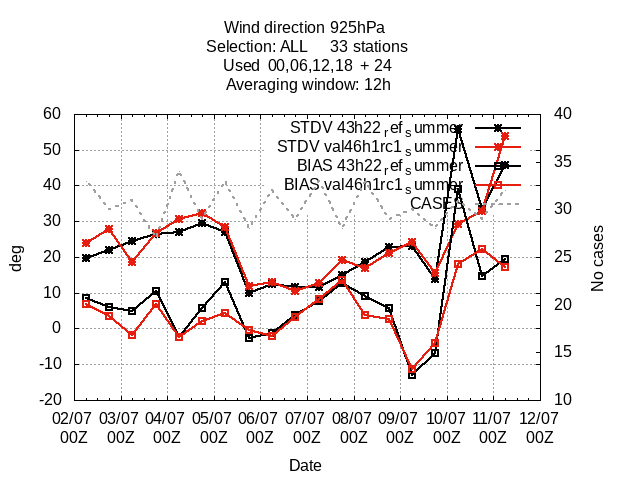 Wind direction 925hPa
Selection: ALL 33 stations
Used 00,06,12,18 + 24
Averaging window: 12h
60
50
40
30
20
10
0
-10
-20
deg
40
35
30
25
20
15
10
No cases
STDV 43h22_ref_summer
STDV val46h1rc1_summer
BIAS 43h22_ref_summer
BIAS val46h1rc1_summer
CASES
02/07 03/07 04/07 05/07 06/07 07/07 08/07 09/07 10/07 11/07 12/07
00Z 00Z 00Z 00Z 00Z 00Z 00Z 00Z 00Z 00Z 00Z
Date